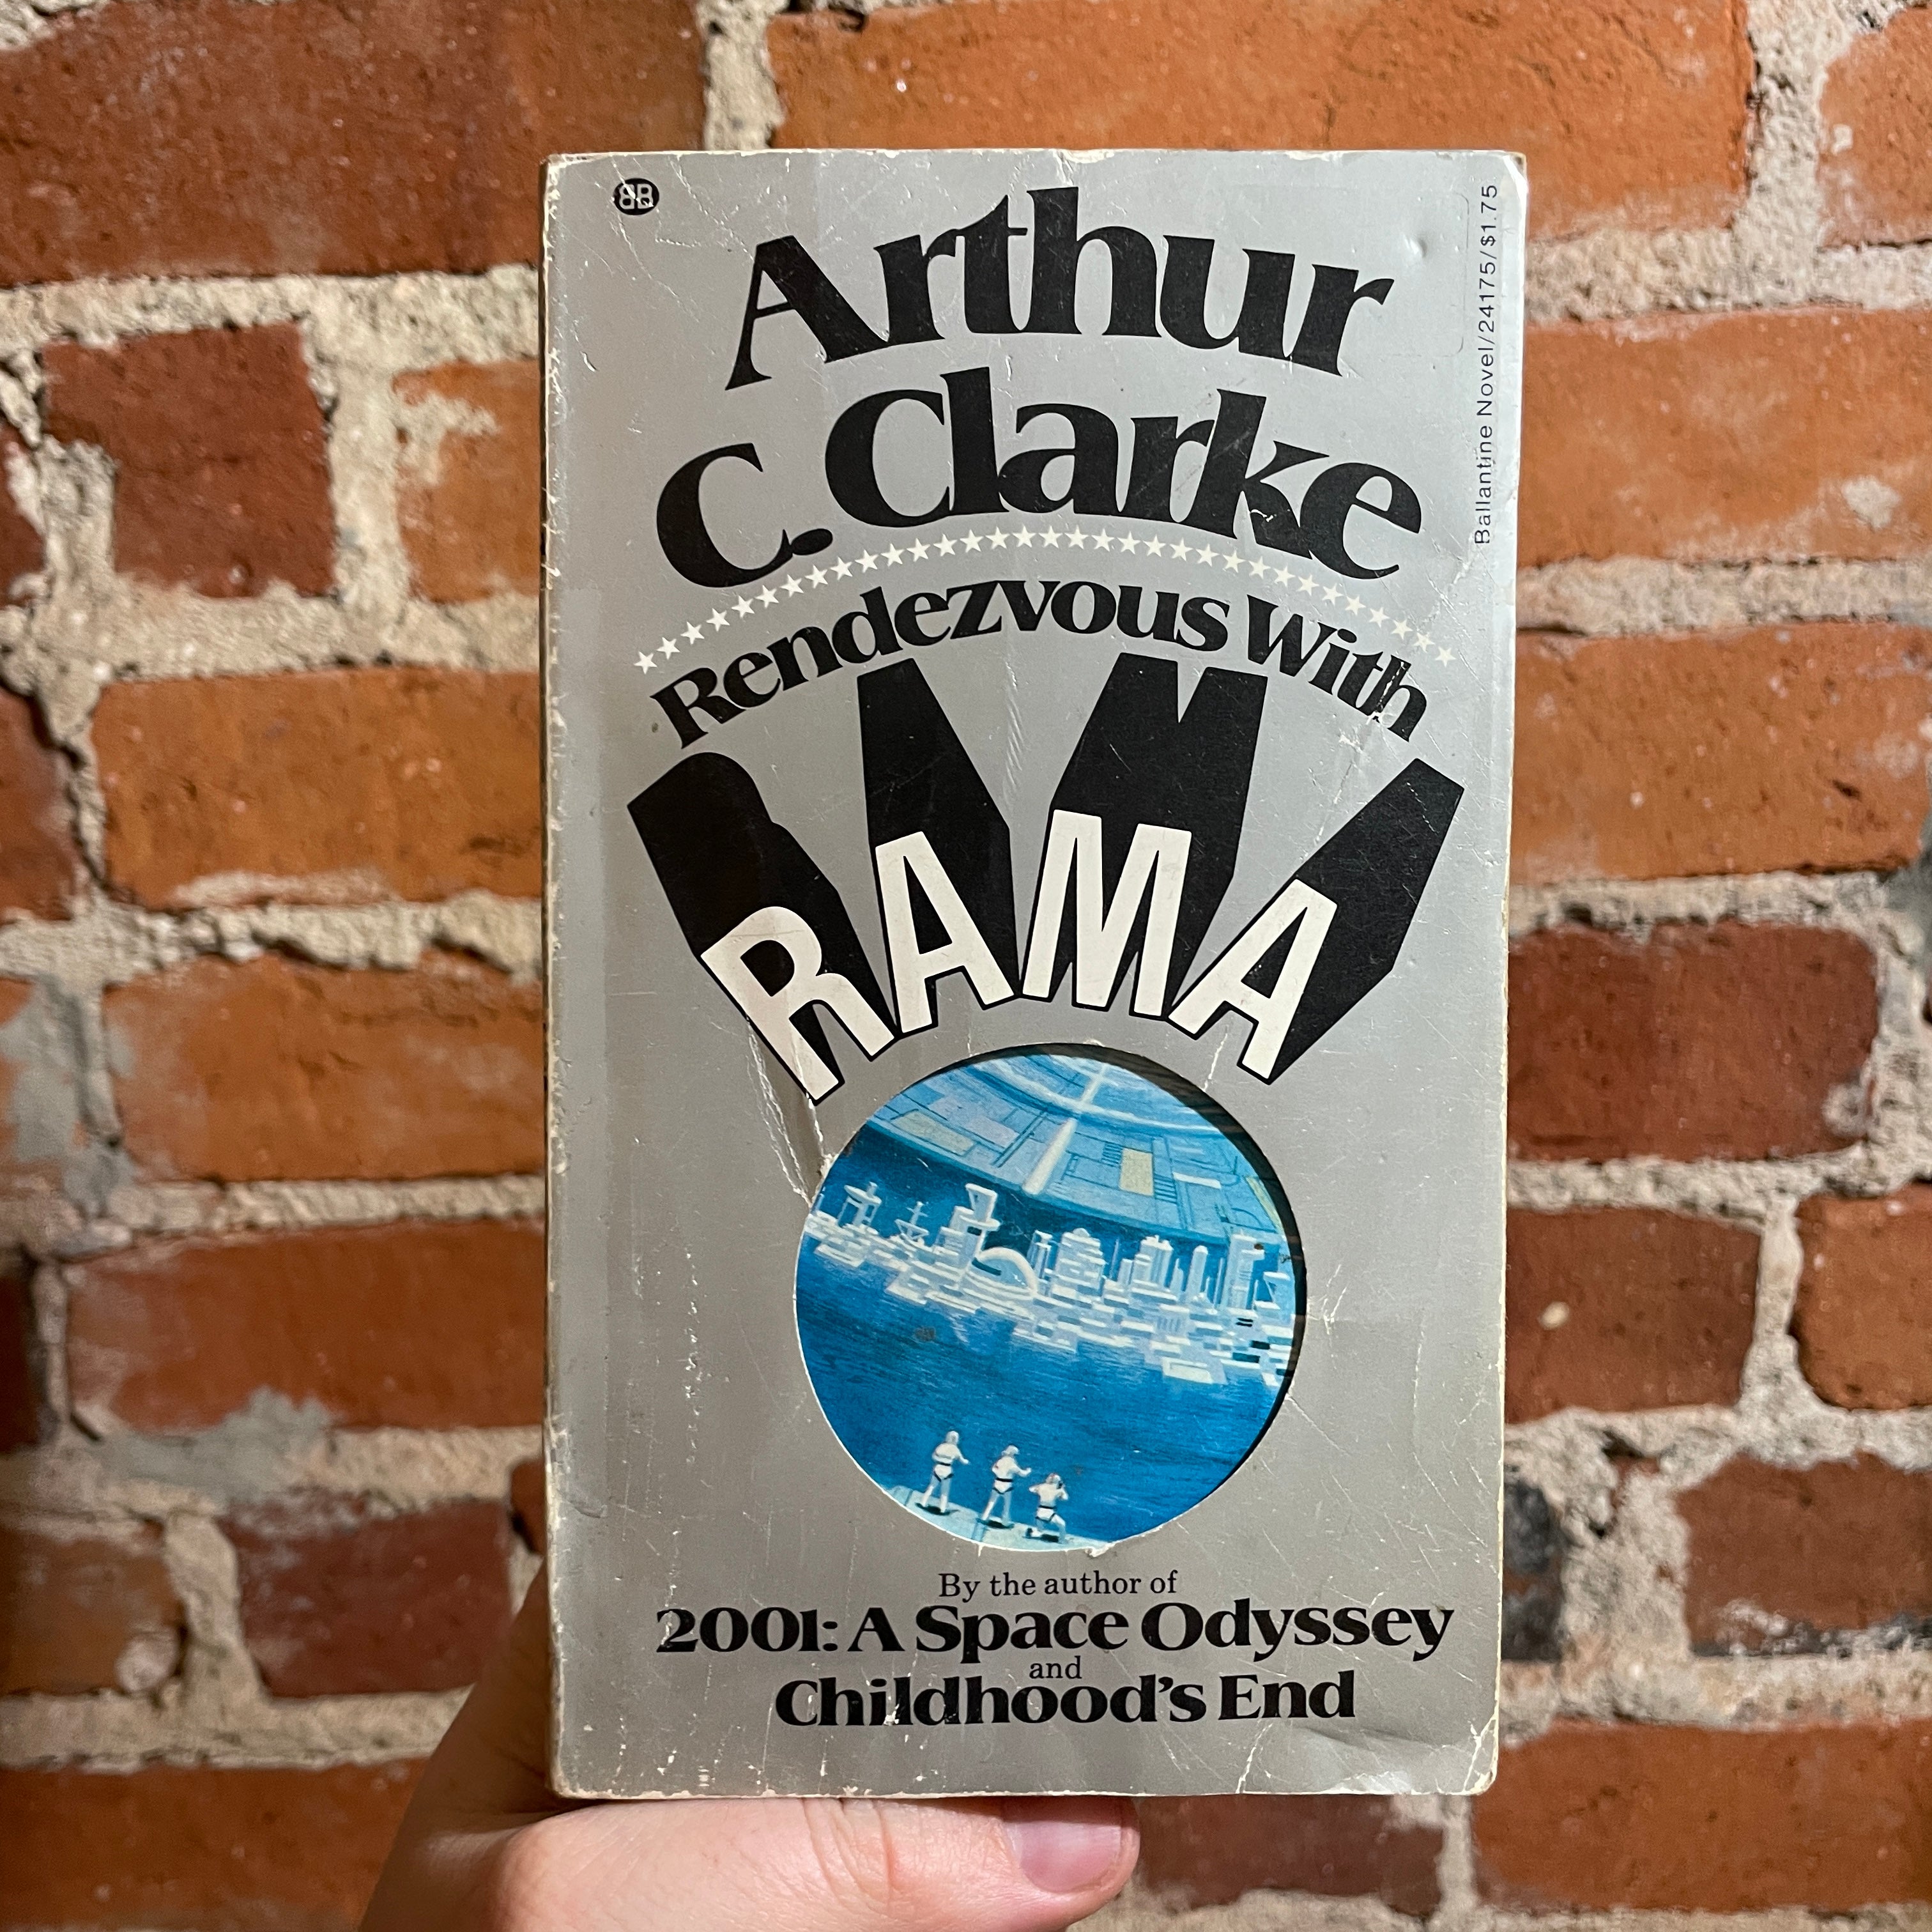 BB
Arthur
C. Clarke
Rendezvous With
RAMA
By the author of
2001: A Space Odyssey
and
Childhood's End
Ballantine Novel/24175/$1.75